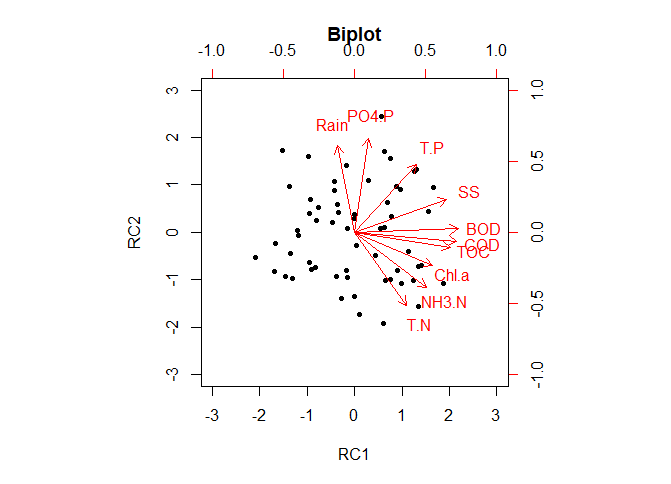 Biplot
-1.0 -0.5 0.0 0.5 1.0
3 2 1 0 -1 -2 -3
RC2
1.0 0.5 0.0 -0.5 -1.0
Rain
PO4.P
T.P
SS
BOD
COD
TOC
Chl.a
NH3.N
T.N
-3 -2 -1 0 1 2 3
RC1